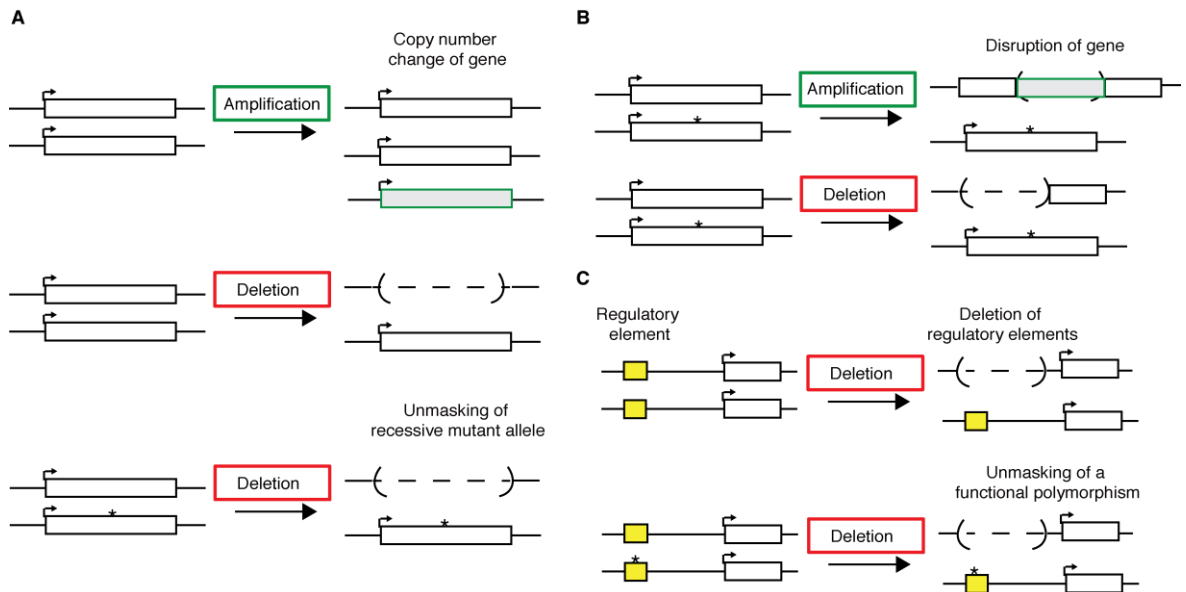 A
Copy number
change of gene
Amplification
Deletion
Unmasking of
recessive mutant allele
Deletion
*
*
B
Disruption of gene
Amplification
*
*
Deletion
*
*
C
Regulatory
element
Deletion of
regulatory elements
Deletion
Unmasking of a
functional polymorphism
Deletion
*
*